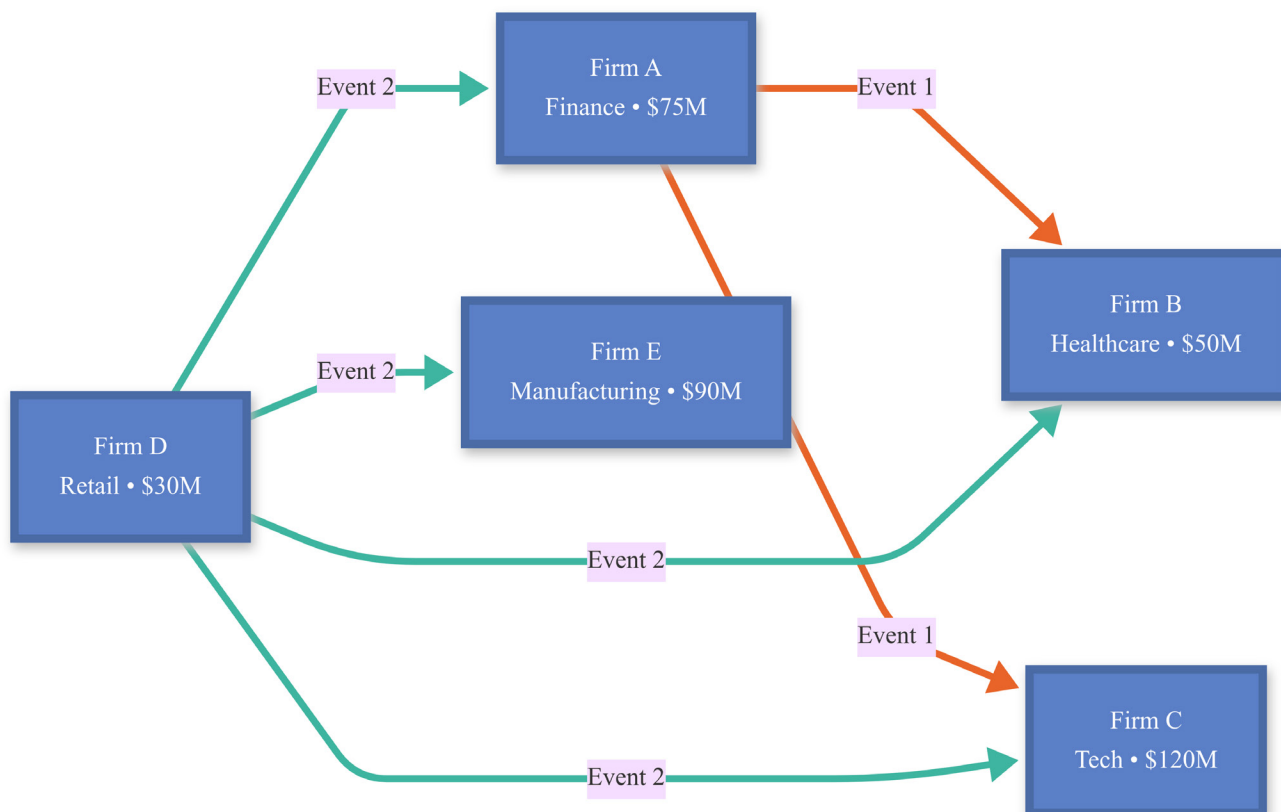 Firm A
Finance • $75M
Event 2
Event 1
Firm B
Healthcare • $50M
Firm E
Manufacturing • $90M
Event 2
Firm D
Retail • $30M
Event 2
Event 1
Firm C
Tech • $120M
Event 2